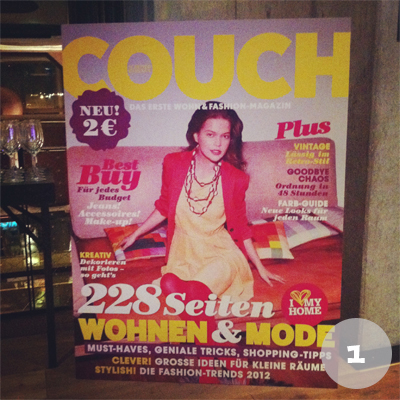 COUCH
DAS ERSTE WOHN & FASHION-MAGAZIN
NEU!
2 €
Best
Buy
Für jedes
Budget
Jeans!
Accessoires!
Make-up!
KREATIV
Dekorieren
mit Fotos –
so geht's
Plus
VINTAGE
Lässig im
Retro-Stil
GOODBYE
CHAOS
Ordnung in
48 Stunden
FARB-GUIDE
Neue Looks für
jeden Raum
I MY
HOME
228 Seiten
WOHNEN & MODE
MUST-HAVES, GENIALE TRICKS, SHOPPING-TIPPS
CLEVER! GROSSE IDEEN FÜR KLEINE RÄUME
STYLISH! DIE FASHION-TRENDS 2012
1